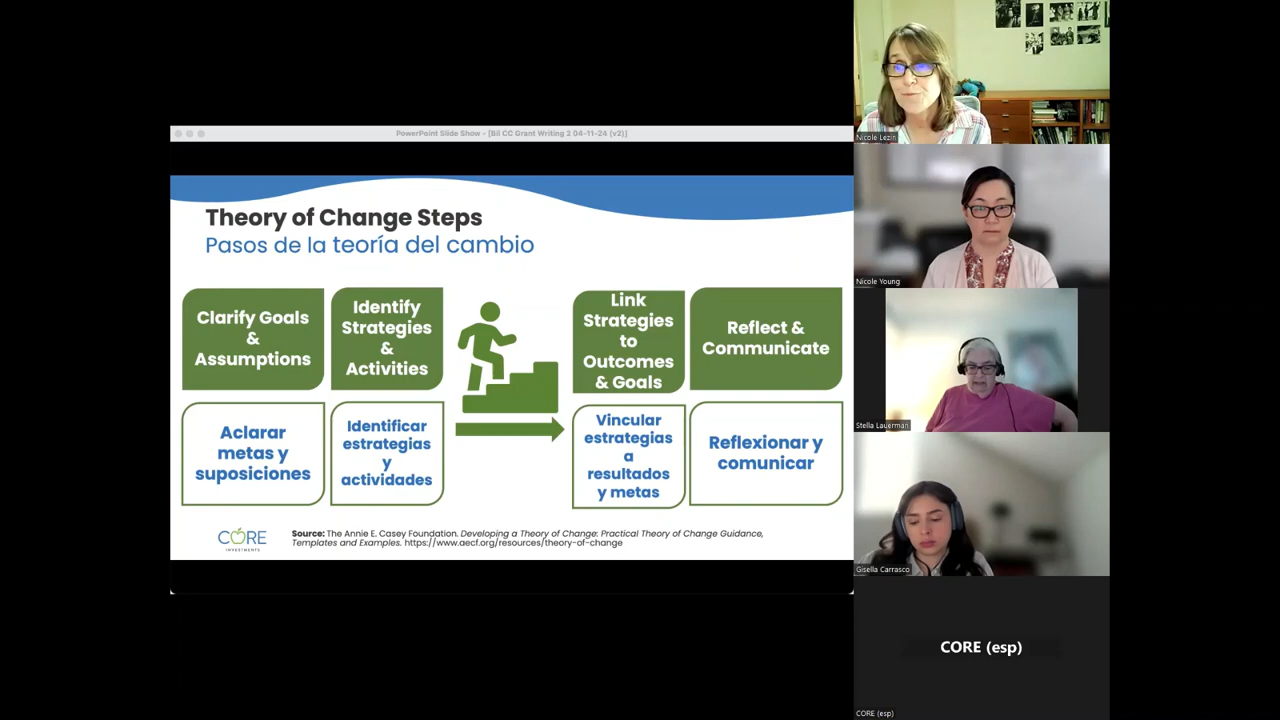 PowerPoint Slide Show - [Bil CC Grant Writing 2 04-11-24 (v2)]
Theory of Change Steps
Pasos de la teoría del cambio
Clarify Goals
&
Assumptions
Identify
Strategies
&
Activities
Link
Strategies
to
Outcomes
& Goals
Reflect &
Communicate
Aclarar
metas y
suposiciones
Identificar
estrategias
y
actividades
Vincular
estrategias
a
resultados
y metas
Reflexionar y
comunicar
CORE
INVESTMENTS
Source: The Annie E. Casey Foundation. Developing a Theory of Change: Practical Theory of Change Guidance,
Templates and Examples. https://www.aecf.org/resources/theory-of-change
Nicole Lezin
Nicole Young
Stella Lauerman
Gisella Carrasco
CORE (esp)
CORE (esp)